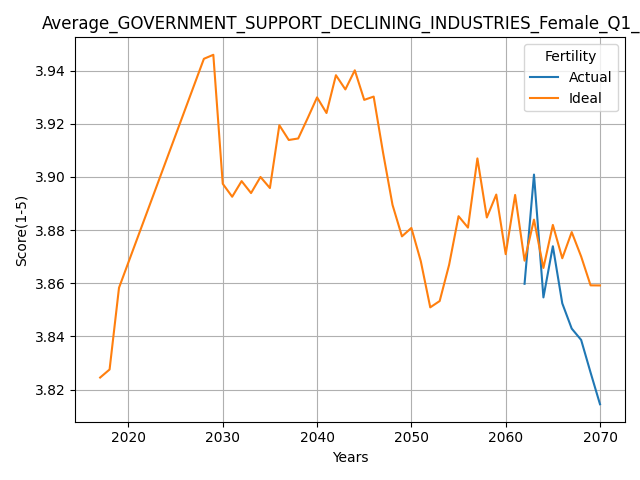 Average_GOVERNMENT_SUPPORT_DECLINING_INDUSTRIES_Female_Q1_
Fertility
Actual
Ideal
3.94
3.92
3.90
3.88
3.86
3.84
3.82
Score(1-5)
2020 2030 2040 2050 2060 2070
Years